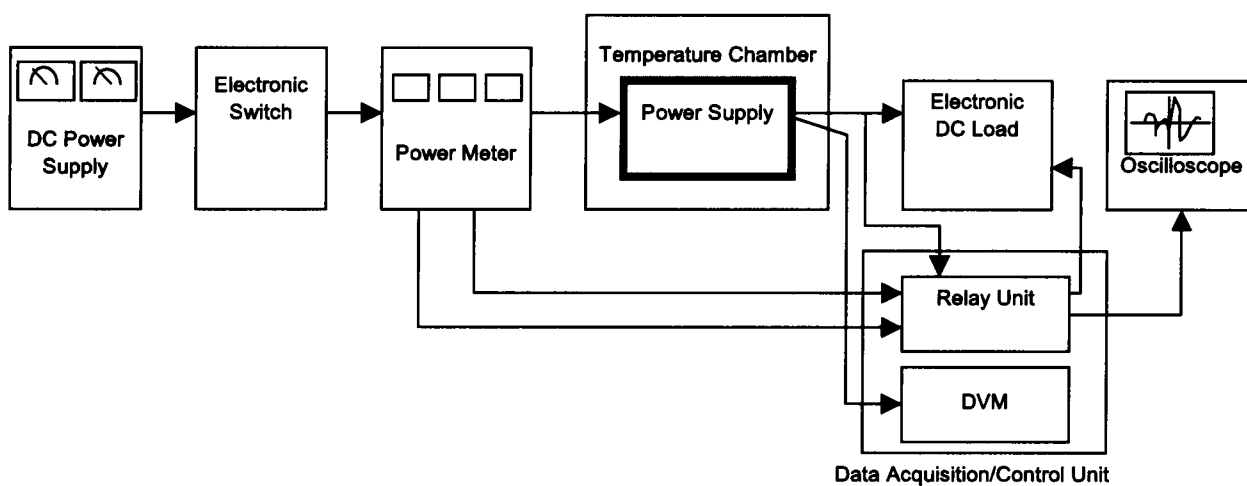 DC Power
Supply
Electronic
Switch
Power Meter
Temperature Chamber
Power Supply
Electronic
DC Load
Oscilloscope
Relay Unit
DVM
Data Acquisition/Control Unit